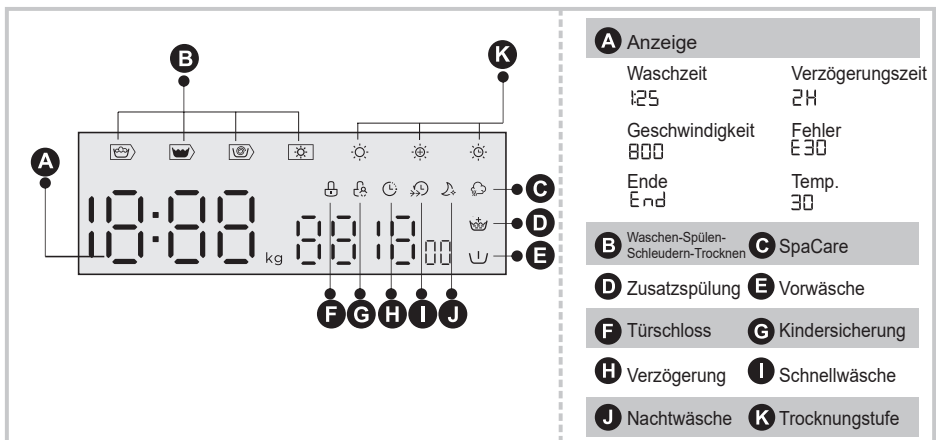 B
K
A
18:88
kg
88 18 00
C
D
E
F G H I J
A Anzeige
Waschzeit Verzögerungszeit
1:25 2H
Geschwindigkeit Fehler
800 E30
Ende Temp.
End 30
B Waschen-Spülen-
Schleudern-Trocknen C SpaCare
D Zusatzspülung E Vorwäsche
F Türschloss G Kindersicherung
H Verzögerung I Schnellwäsche
J Nachtwäsche K Trocknungstufe